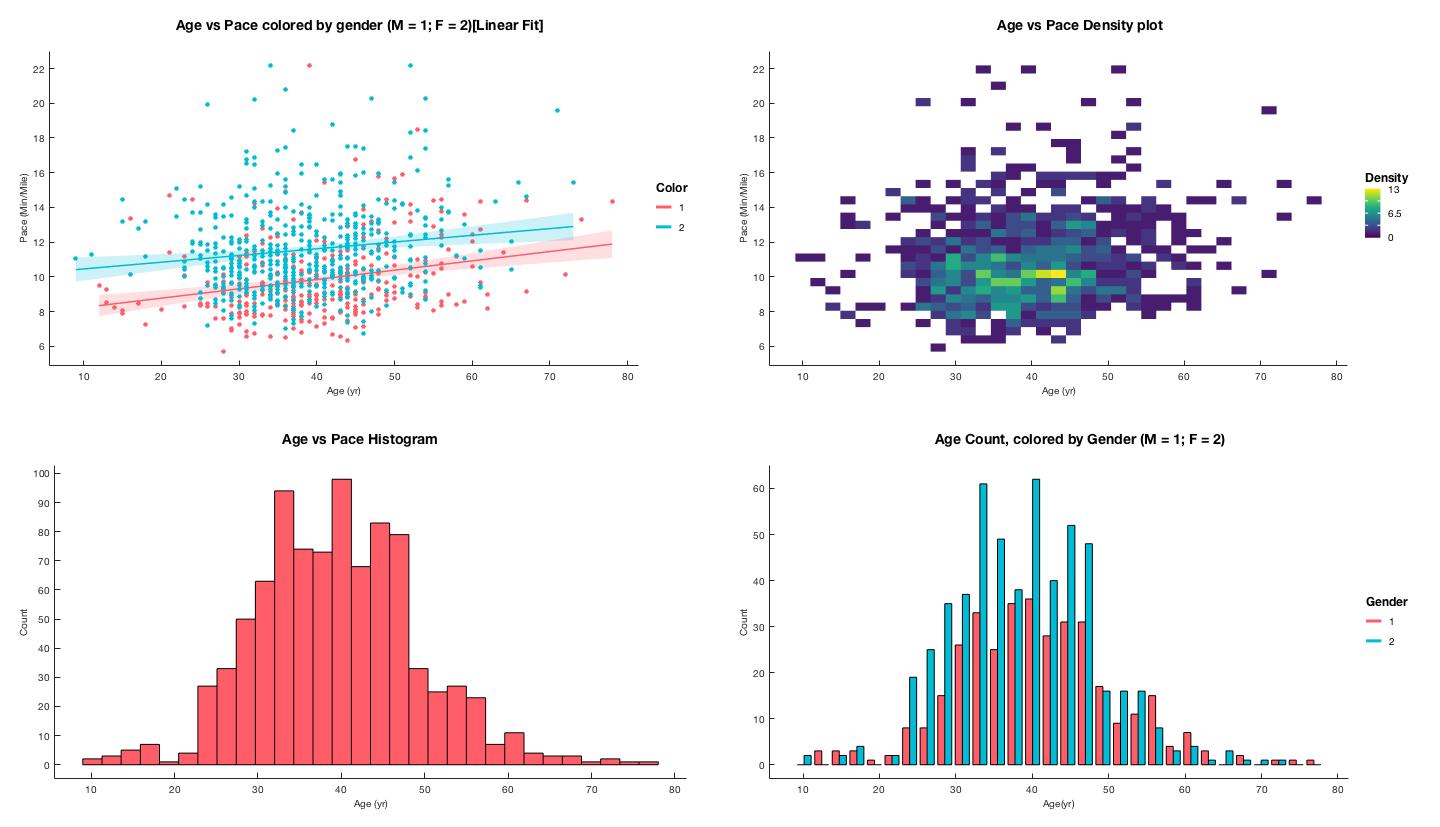 Age vs Pace colored by gender (M = 1; F = 2)[Linear Fit]
22
20
18
16
14
12
10
8
6
Pace (Min/Mile)
10 20 30 40 50 60 70 80
Age (yr)
Color
1
2
Age vs Pace Density plot
22
20
18
16
14
12
10
8
6
Pace (Min/Mile)
10 20 30 40 50 60 70 80
Age (yr)
Density
13
6.5
0
Age vs Pace Histogram
100
90
80
70
60
50
40
30
20
10
0
Count
10 20 30 40 50 60 70 80
Age (yr)
Age Count, colored by Gender (M = 1; F = 2)
60
50
40
30
20
10
0
Count
10 20 30 40 50 60 70 80
Age(yr)
Gender
1
2